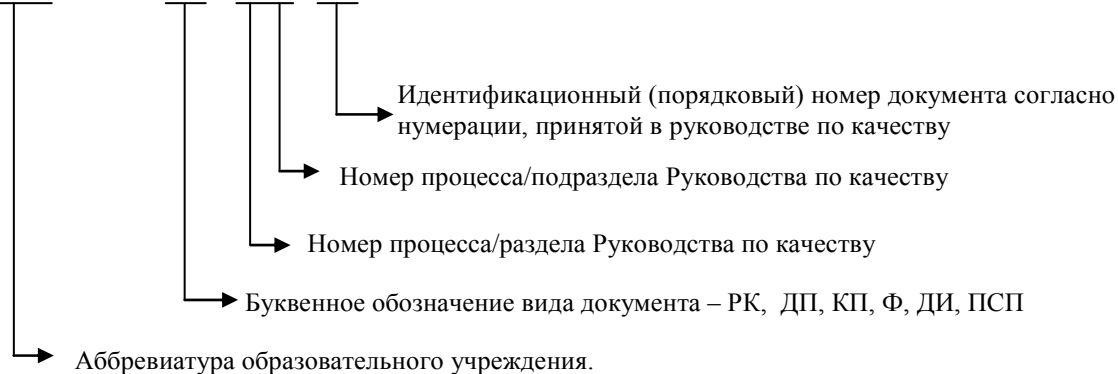 Идентификационный (порядковый) номер документа согласно
нумерации, принятой в руководстве по качеству
Номер процесса/подраздела Руководства по качеству
Номер процесса/раздела Руководства по качеству
Буквенное обозначение вида документа – РК, ДП, КП, Ф, ДИ, ПСП
Аббревиатура образовательного учреждения.